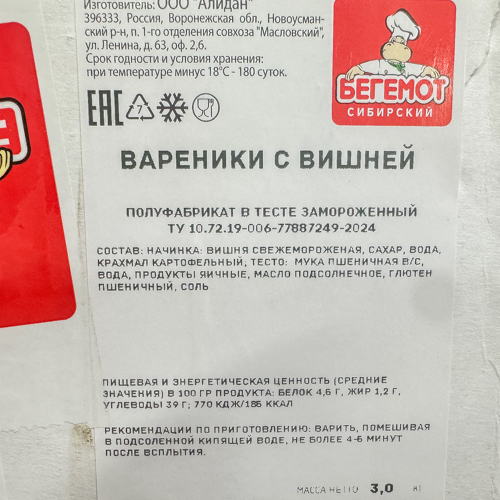 Изготовитель: ООО "Алидан"
396333, Россия, Воронежская обл., Новоусман-
ский р-н, п. 1-го отделения совхоза "Масловский",
ул. Ленина, д. 63, оф. 2,6.
Срок годности и условия хранения:
при температуре минус 18°С - 180 суток.
ЕАС
7
БЕГЕМОТ
СИБИРСКИЙ
ВАРЕНИКИ С ВИШНЕЙ
ПОЛУФАБРИКАТ В ТЕСТЕ ЗАМОРОЖЕННЫЙ
ТУ 10.72.19-006-77887249-2024
СОСТАВ: НАЧИНКА: ВИШНЯ СВЕЖЕМОРОЖЕНАЯ, САХАР, ВОДА,
КРАХМАЛ КАРТОФЕЛЬНЫЙ, ТЕСТО: МУКА ПШЕНИЧНАЯ В/С,
ВОДА, ПРОДУКТЫ ЯИЧНЫЕ, МАСЛО ПОДСОЛНЕЧНОЕ, ГЛЮТЕН
ПШЕНИЧНЫЙ, СОЛЬ
ПИЩЕВАЯ И ЭНЕРГЕТИЧЕСКАЯ ЦЕННОСТЬ (СРЕДНИЕ
ЗНАЧЕНИЯ) В 100 ГР ПРОДУКТА: БЕЛОК 4,6 Г, ЖИР 1,2 Г,
УГЛЕВОДЫ 39 Г; 770 КДЖ/185 ККАЛ
РЕКОМЕНДАЦИИ ПО ПРИГОТОВЛЕНИЮ: ВАРИТЬ, ПОМЕШИВАЯ
В ПОДСОЛЕННОЙ КИПЯЩЕЙ ВОДЕ, НЕ БОЛЕЕ 4-6 МИНУТ
ПОСЛЕ ВСПЛЫТИЯ.
МАССА НЕТТО 3,0 КГ